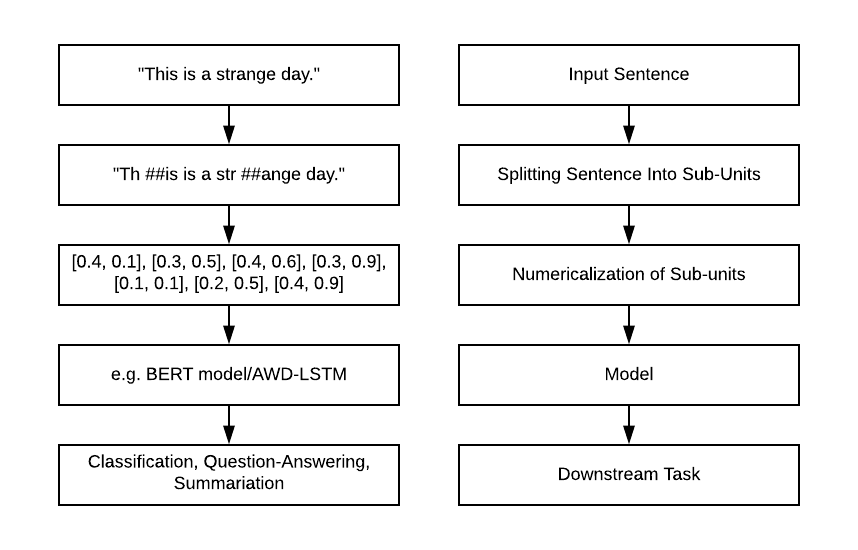 "This is a strange day."
Input Sentence
"Th ##is is a str ##ange day."
Splitting Sentence Into Sub-Units
[0.4, 0.1], [0.3, 0.5], [0.4, 0.6], [0.3, 0.9],
[0.1, 0.1], [0.2, 0.5], [0.4, 0.9]
Numericalization of Sub-units
e.g. BERT model/AWD-LSTM
Model
Classification, Question-Answering,
Summariation
Downstream Task